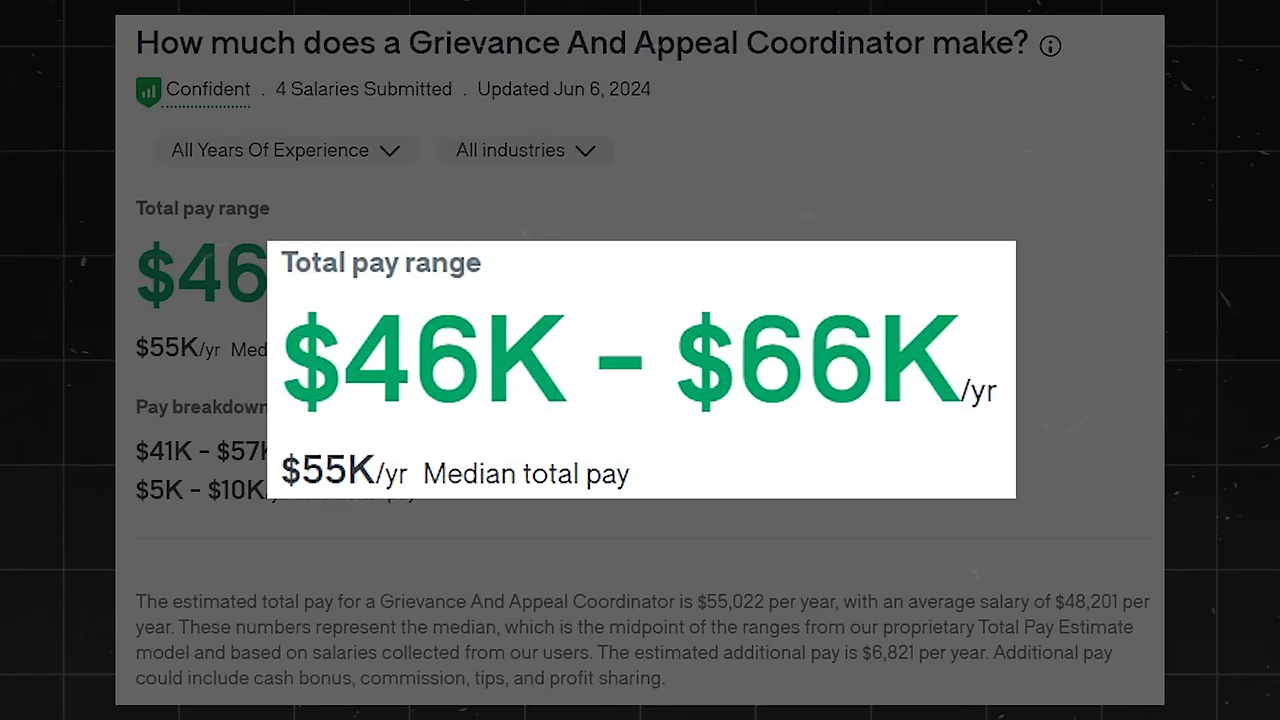 How much does a Grievance And Appeal Coordinator make?
Confident . 4 Salaries Submitted . Updated Jun 6, 2024
All Years Of Experience All industries
Total pay range
$46
Total pay range
$46K - $66K/yr
$55K/yr Median total pay
$55K/yr
Pay breakdown
$41K - $57K
$5K - $10K
The estimated total pay for a Grievance And Appeal Coordinator is $55,022 per year, with an average salary of $48,201 per
year. These numbers represent the median, which is the midpoint of the ranges from our proprietary Total Pay Estimate
model and based on salaries collected from our users. The estimated additional pay is $6,821 per year. Additional pay
could include cash bonus, commission, tips, and profit sharing.